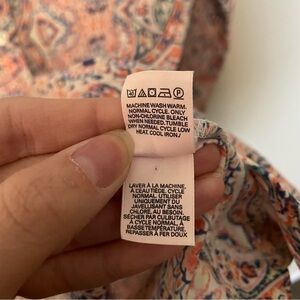 MACHINE WASH WARM.
NORMAL CYCLE. ONLY
NON-CHLORINE BLEACH
WHEN NEEDED. TUMBLE
DRY NORMAL CYCLE LOW
HEAT. COOL IRON
LAVER À LA MACHINE,
À L'EAU TIÈDE. CYCLE
NORMAL. UTILISER
UNIQUEMENT DU
JAVELLISANT SANS
CHLORE, AU BESOIN.
SÉCHER PAR CULBUTAGE
À CYCLE NORMAL, À
BASSE TEMPÉRATURE.
REPASSER À FER DOUX